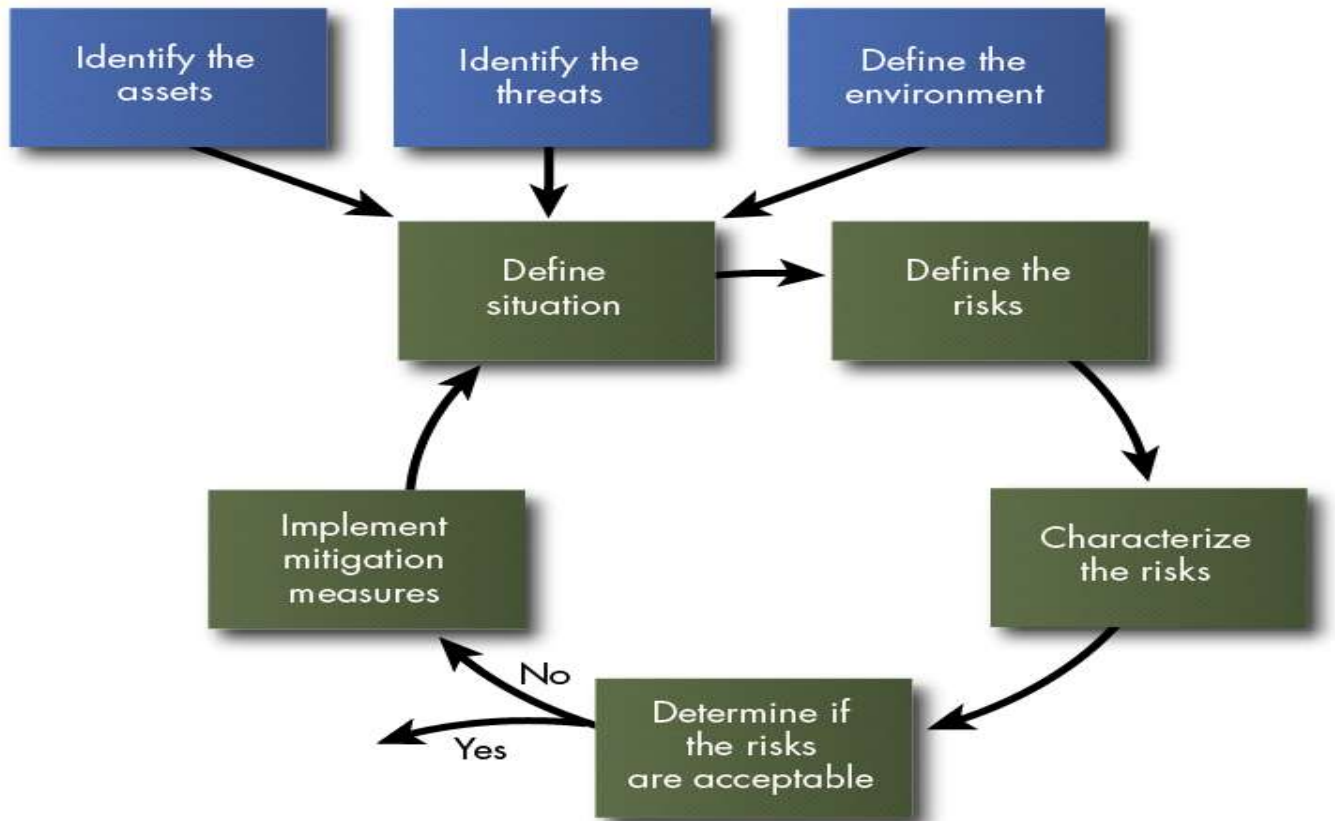 Identify the
assets
Identify the
threats
Define the
environment
Define
situation
Define the
risks
Characterize
the risks
Determine if
the risks
are acceptable
No
Yes
Implement
mitigation
measures